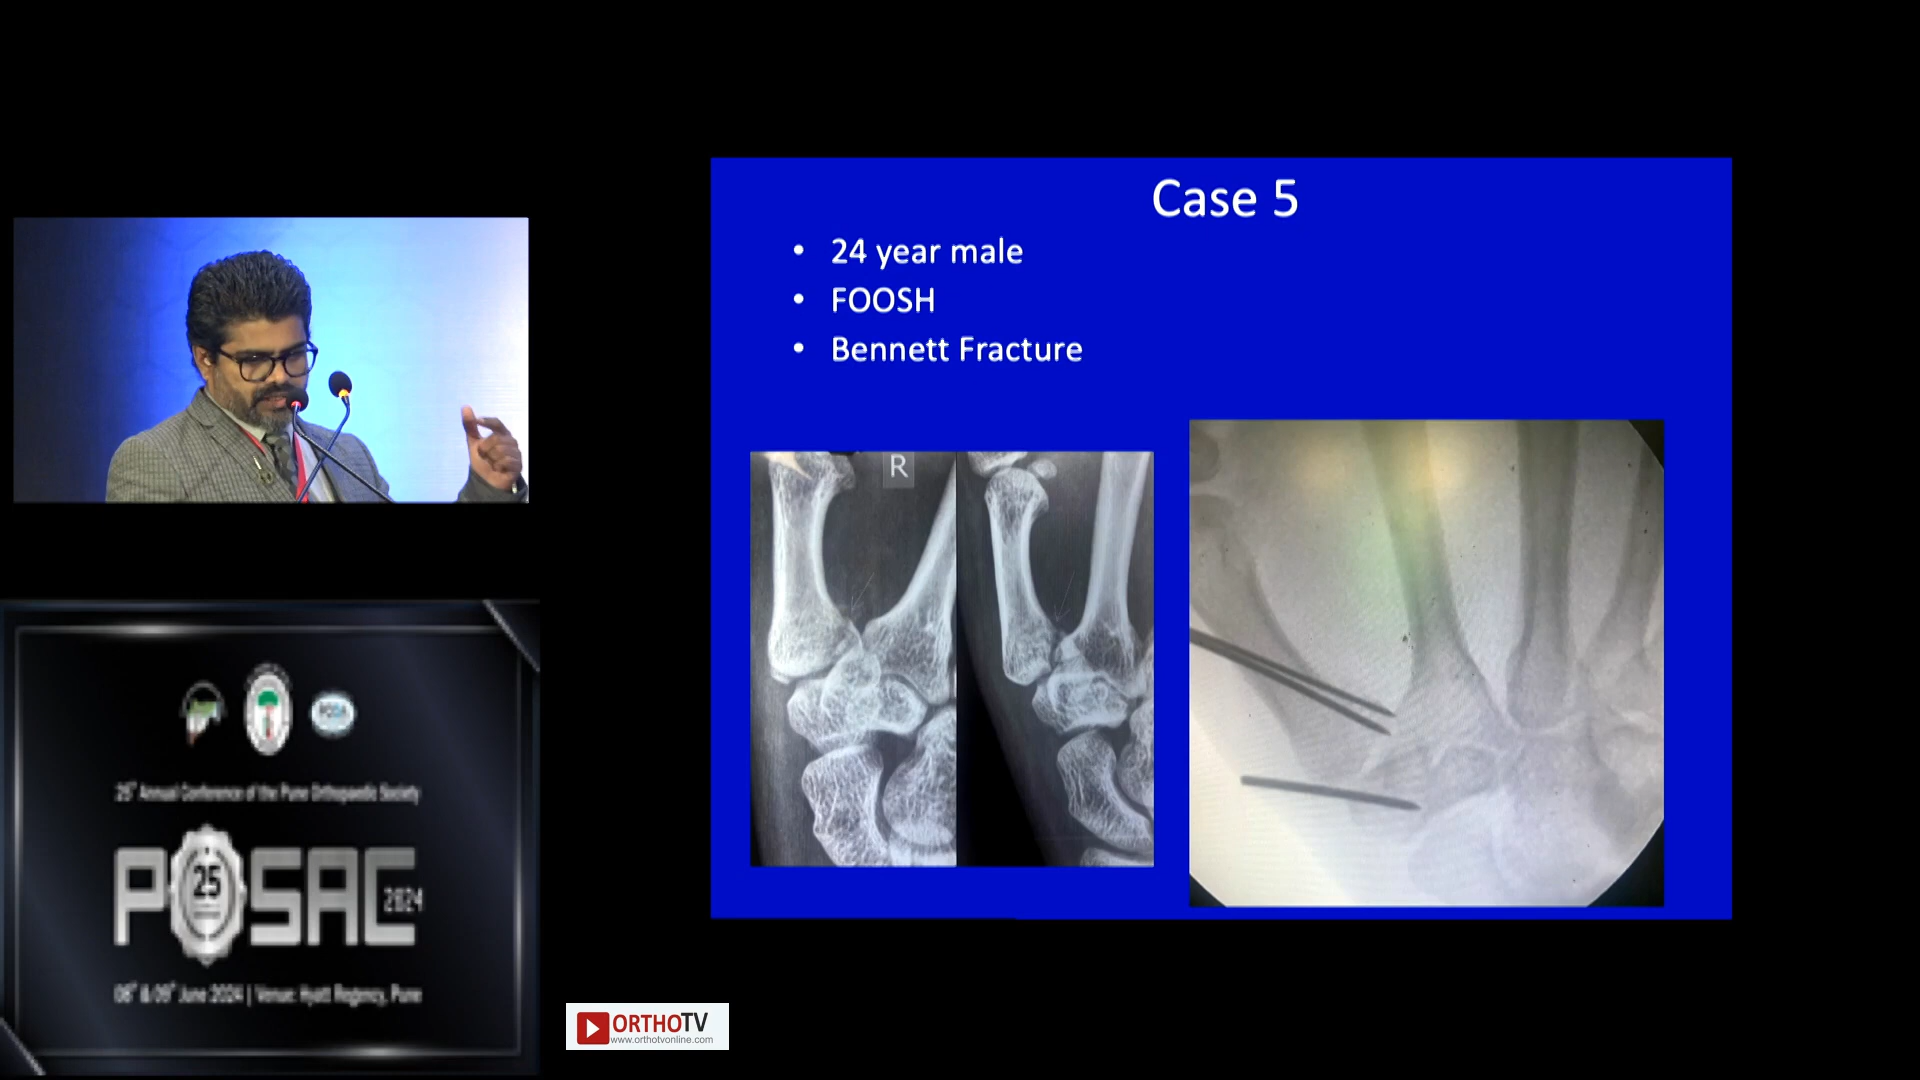 Case 5
• 24 year male
• FOOSH
• Bennett Fracture
R
25th Annual Conference of the Pune Orthopaedic Society
POSAC
25
2024
08th & 09th June 2024 | Venue: Hyatt Regency, Pune
ORTHOTV
www.orthotvonline.com